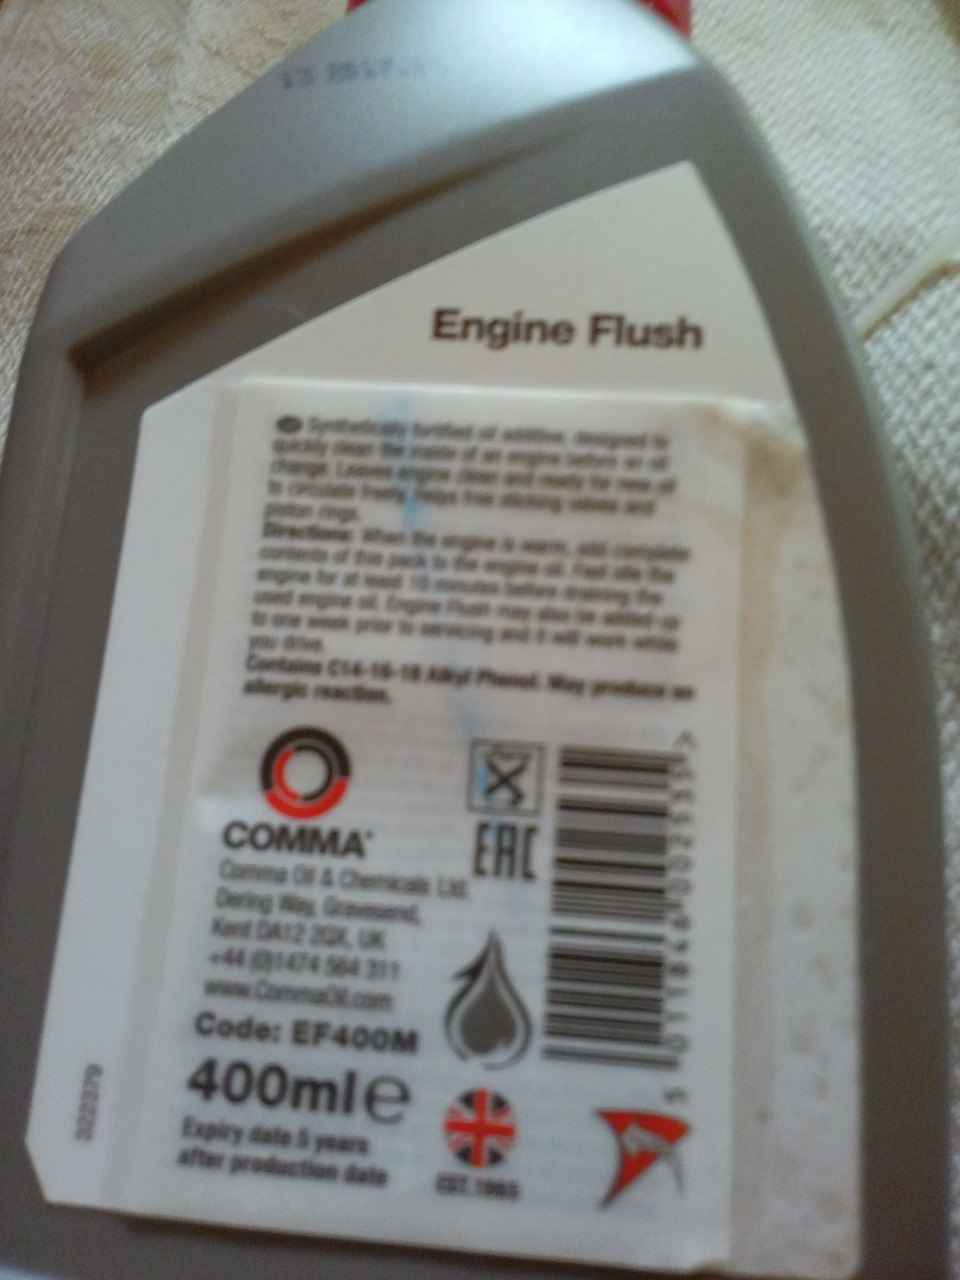 Engine Flush
Synthetically fortified oil additive, designed to
quickly clean the inside of an engine before an oil
change. Leaves engine clean and ready for new oil
to circulate freely. Helps free sticking valves and
piston rings.
Directions: When the engine is warm, add complete
contents of this pack to the engine oil. Fast idle the
engine for at least 10 minutes before draining the
used engine oil. Engine Flush may also be added up
to one week prior to servicing and it will work while
you drive.
Contains C14-16-18 Alkyl Phenol. May produce an
allergic reaction.
COMMA
Comma Oil & Chemicals Ltd.
Dering Way, Gravesend,
Kent DA12 2QX, UK
+44 (0)1474 564 311
www.CommaOil.com
Code: EF400M
400ml e
Expiry date 5 years
after production date
EAC
EST.1965
322379